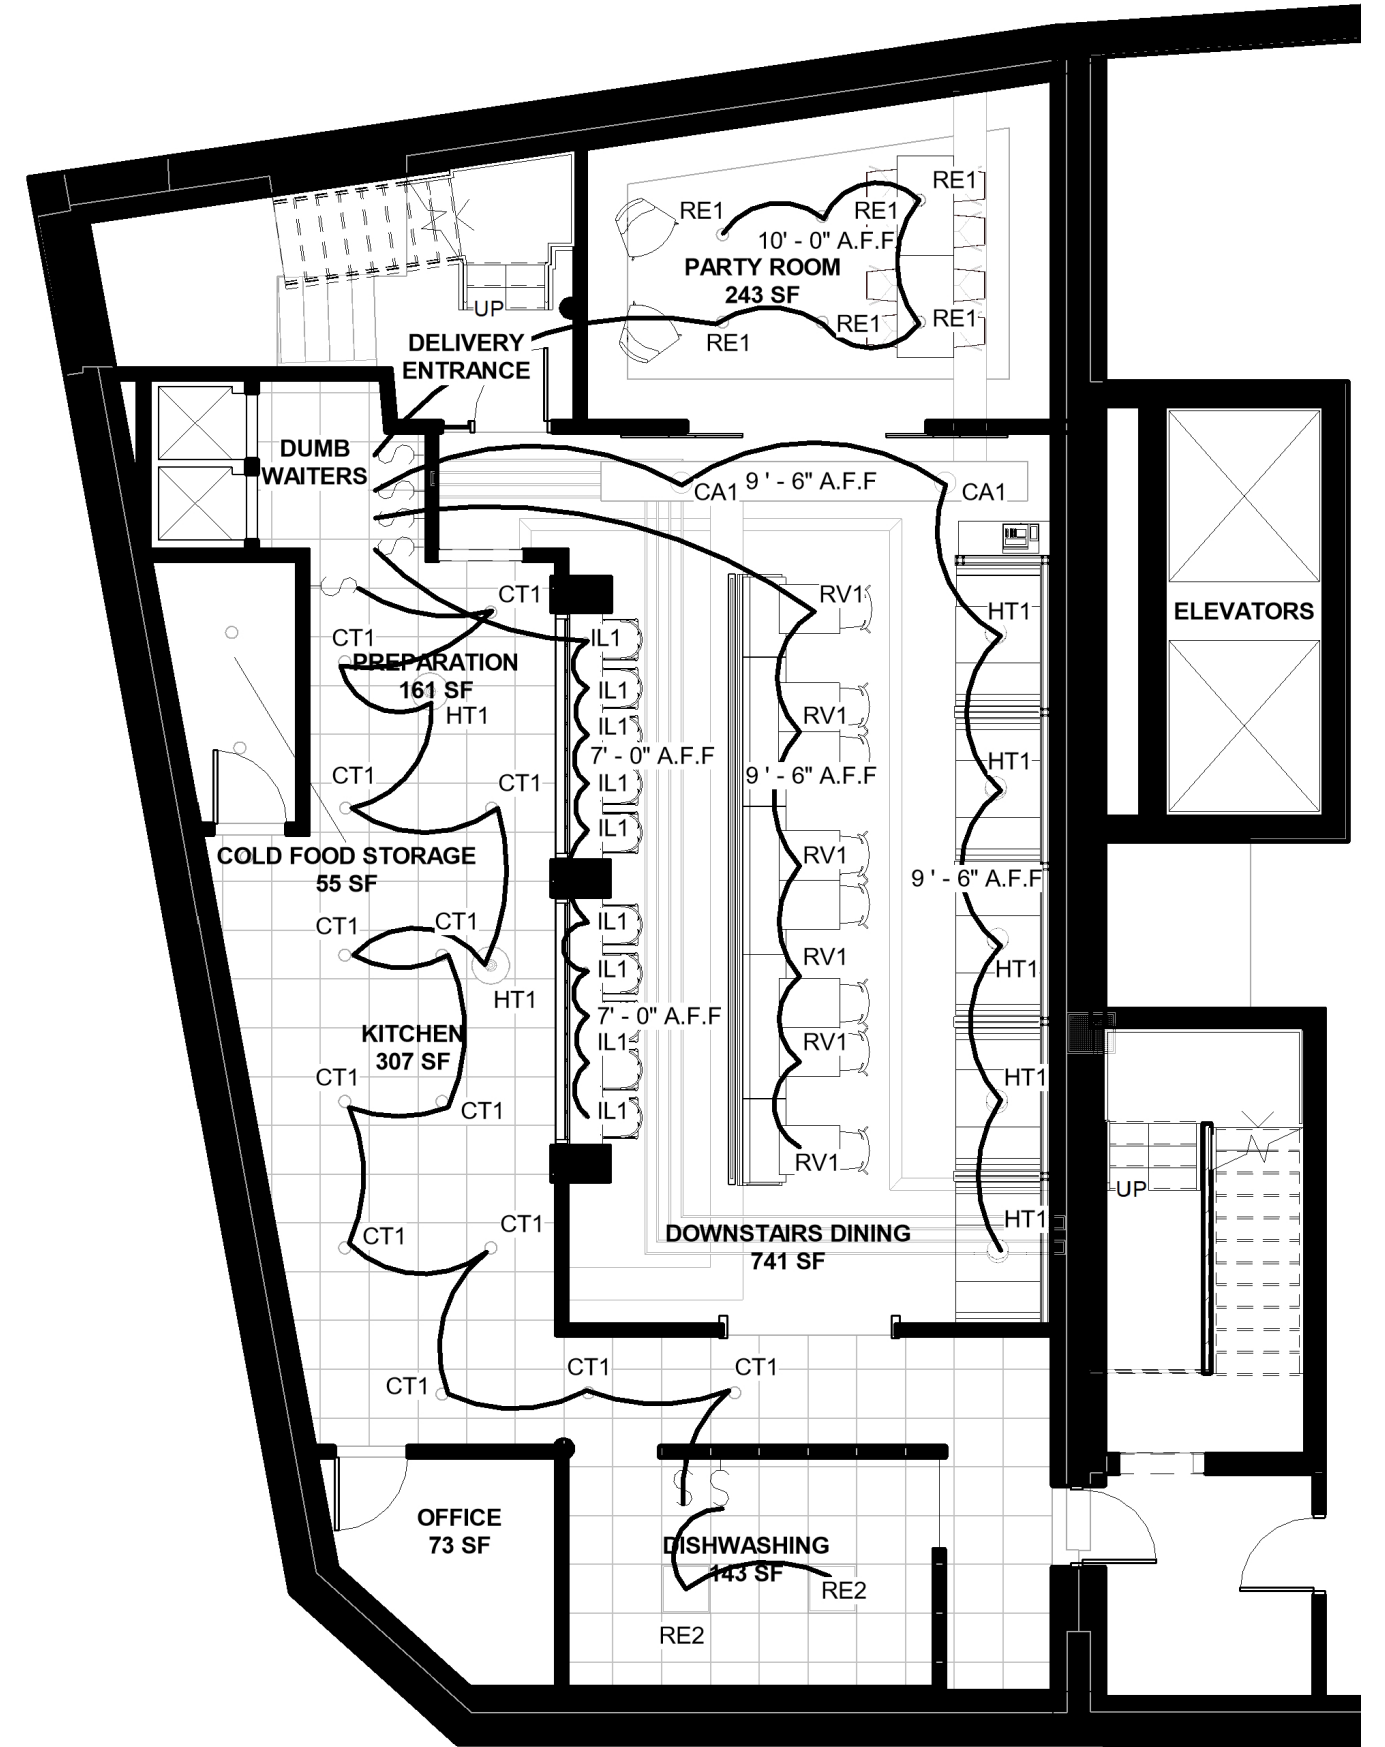 RE1
RE1
RE1
10' - 0" A.F.F.
PARTY ROOM
243 SF
UP
RE1
RE1
RE1
DELIVERY
ENTRANCE
DUMB
WAITERS
CA1
9 ' - 6" A.F.F
CA1
CT1
RV1
HT1
ELEVATORS
CT1
IL1
PREPARATION
161 SF
IL1
HT1
RV1
IL1
7' - 0" A.F.F
9 ' - 6" A.F.F
HT1
CT1
CT1
IL1
IL1
COLD FOOD STORAGE
55 SF
RV1
9 ' - 6" A.F.F
CT1
CT1
IL1
RV1
IL1
HT1
HT1
7' - 0" A.F.F
KITCHEN
307 SF
IL1
RV1
CT1
CT1
IL1
HT1
RV1
UP
CT1
CT1
HT1
DOWNSTAIRS DINING
741 SF
CT1
CT1
CT1
S
S
S
S
S
S
S
OFFICE
73 SF
DISHWASHING
143 SF
RE2
RE2